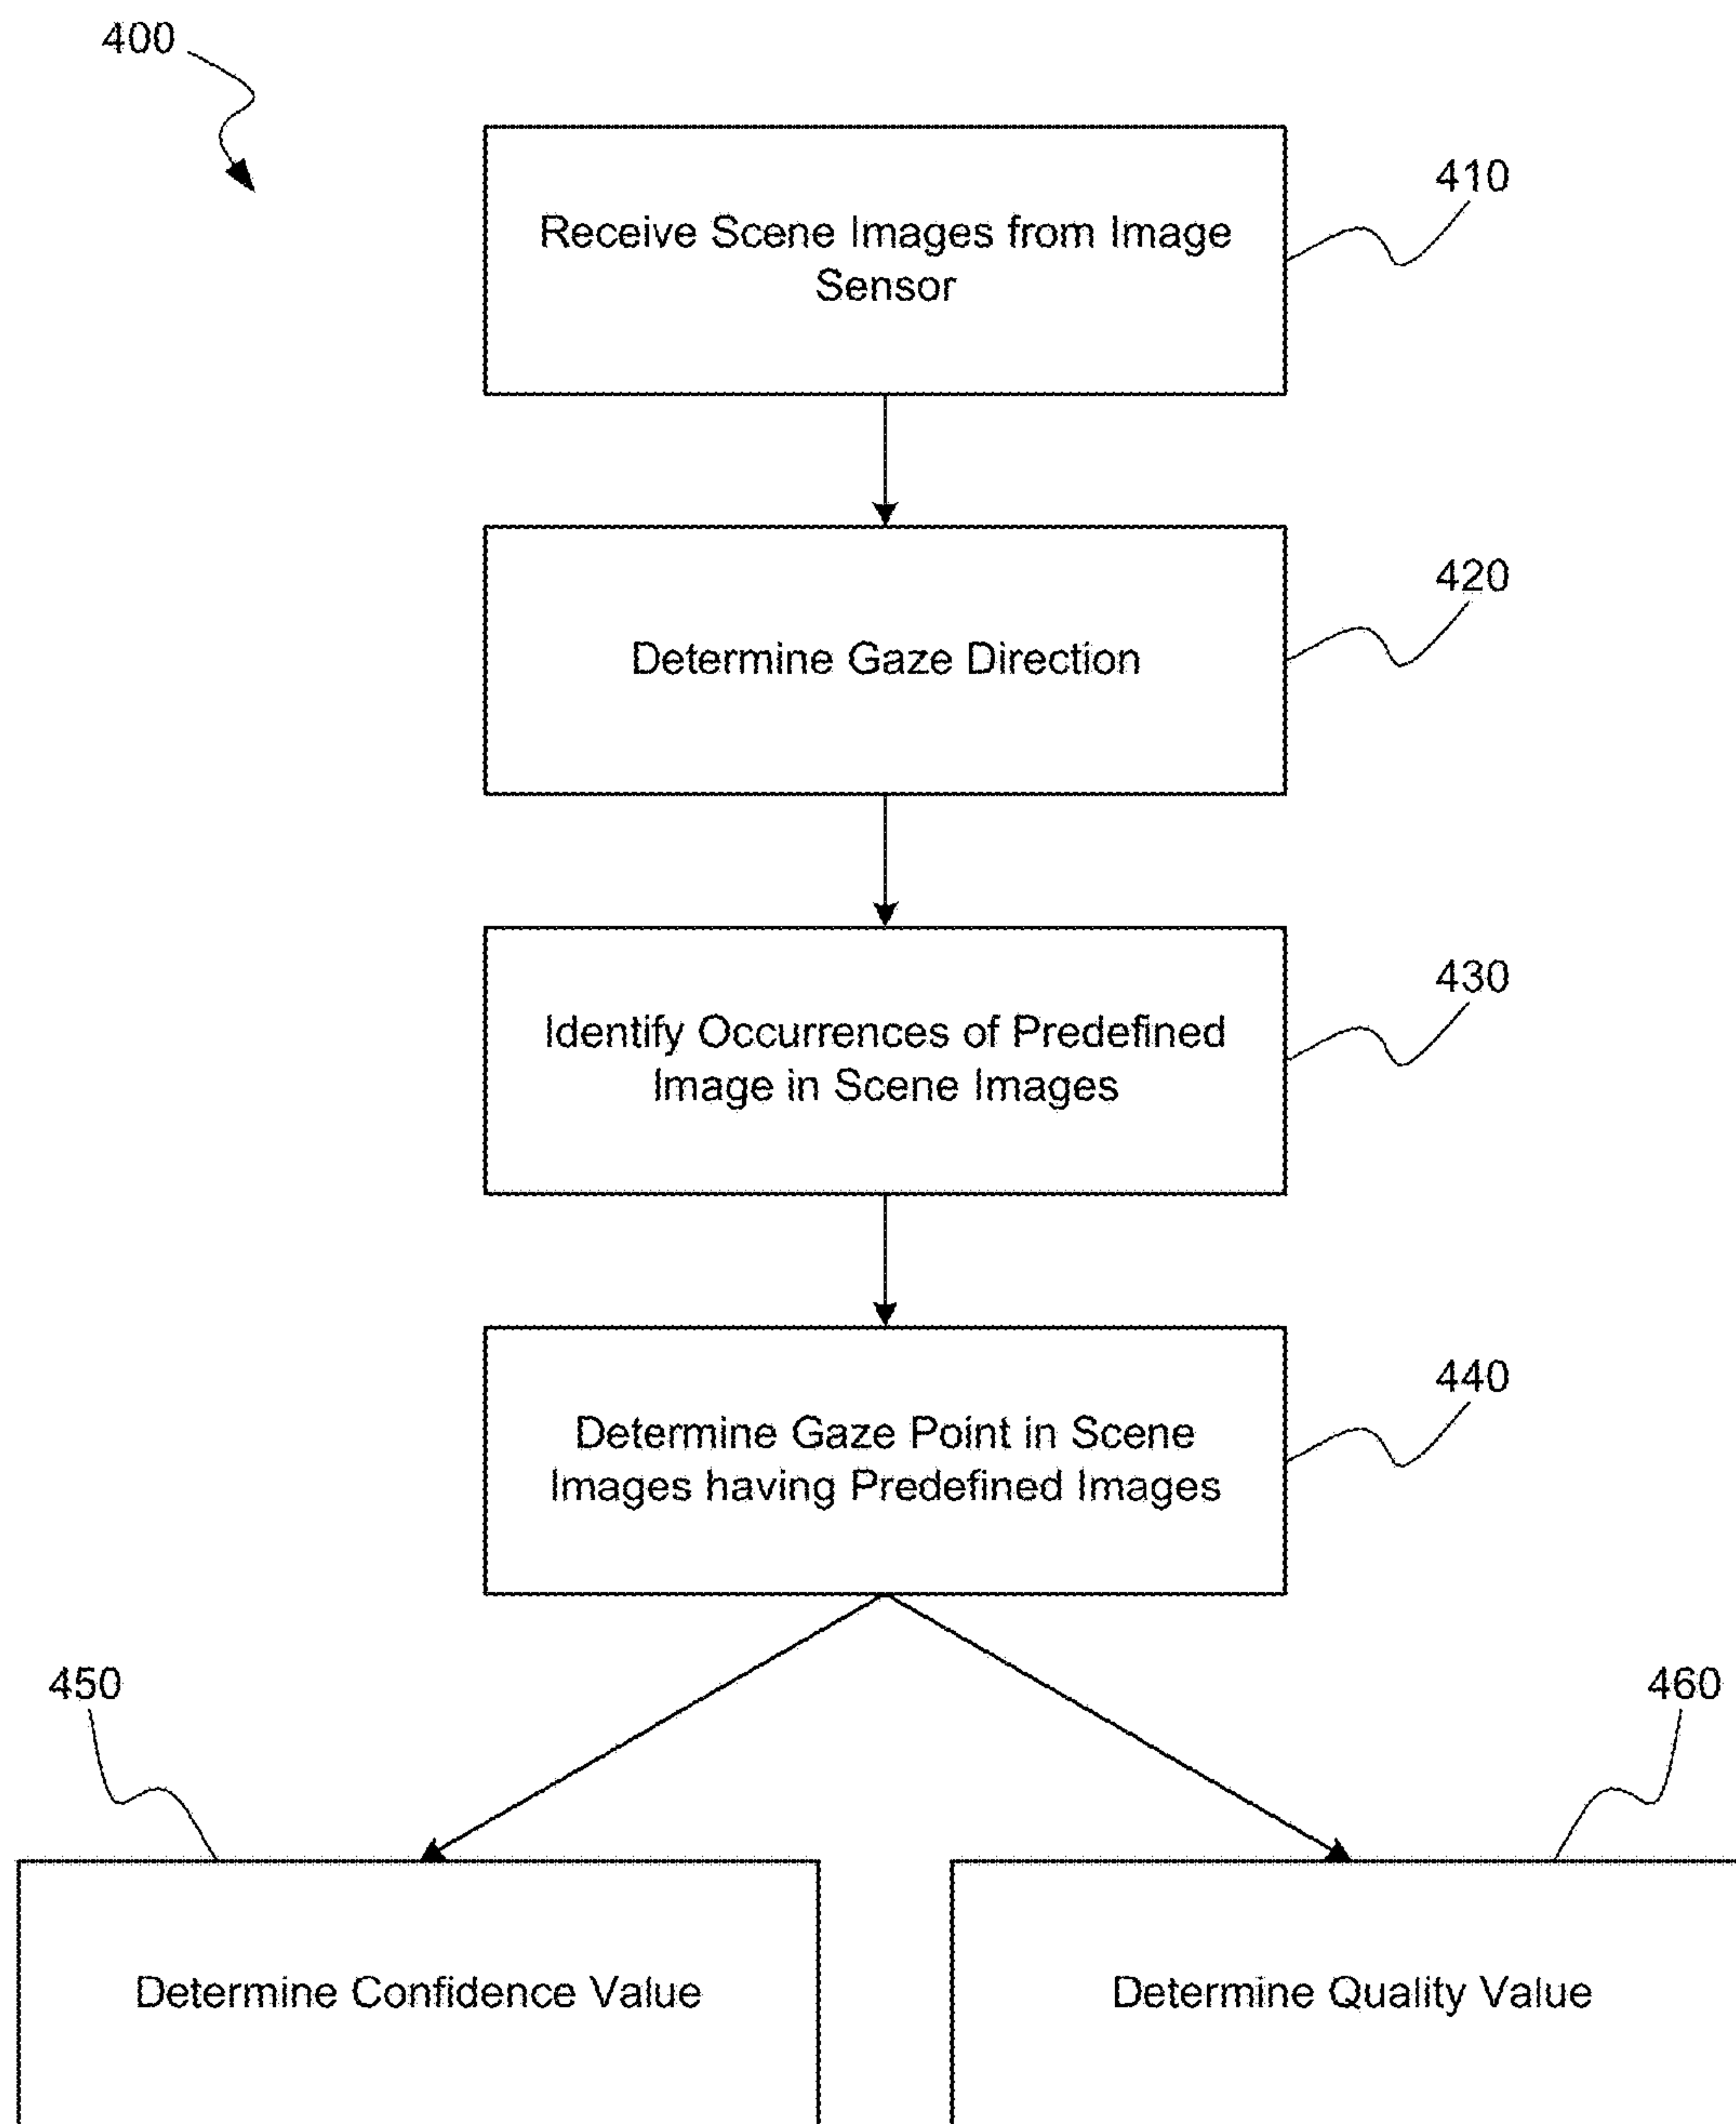 400
410
Receive Scene Images from Image
Sensor
420
Determine Gaze Direction
430
Identify Occurrences of Predefined
Image in Scene Images
440
Determine Gaze Point in Scene
Images having Predefined Images
450
460
Determine Confidence Value
Determine Quality Value